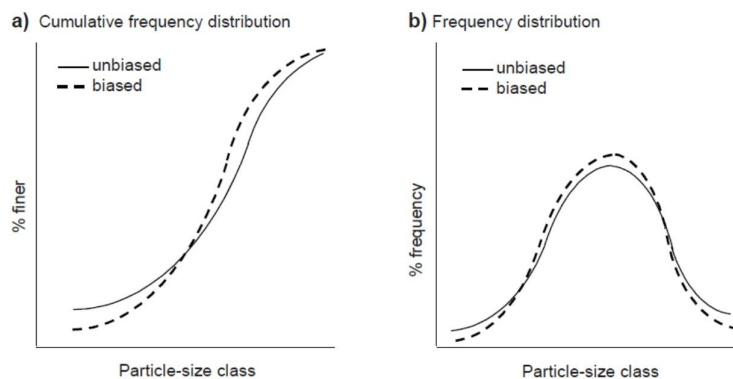 a) Cumulative frequency distribution
unbiased
biased
% finer
Particle-size class
b) Frequency distribution
unbiased
biased
% frequency
Particle-size class